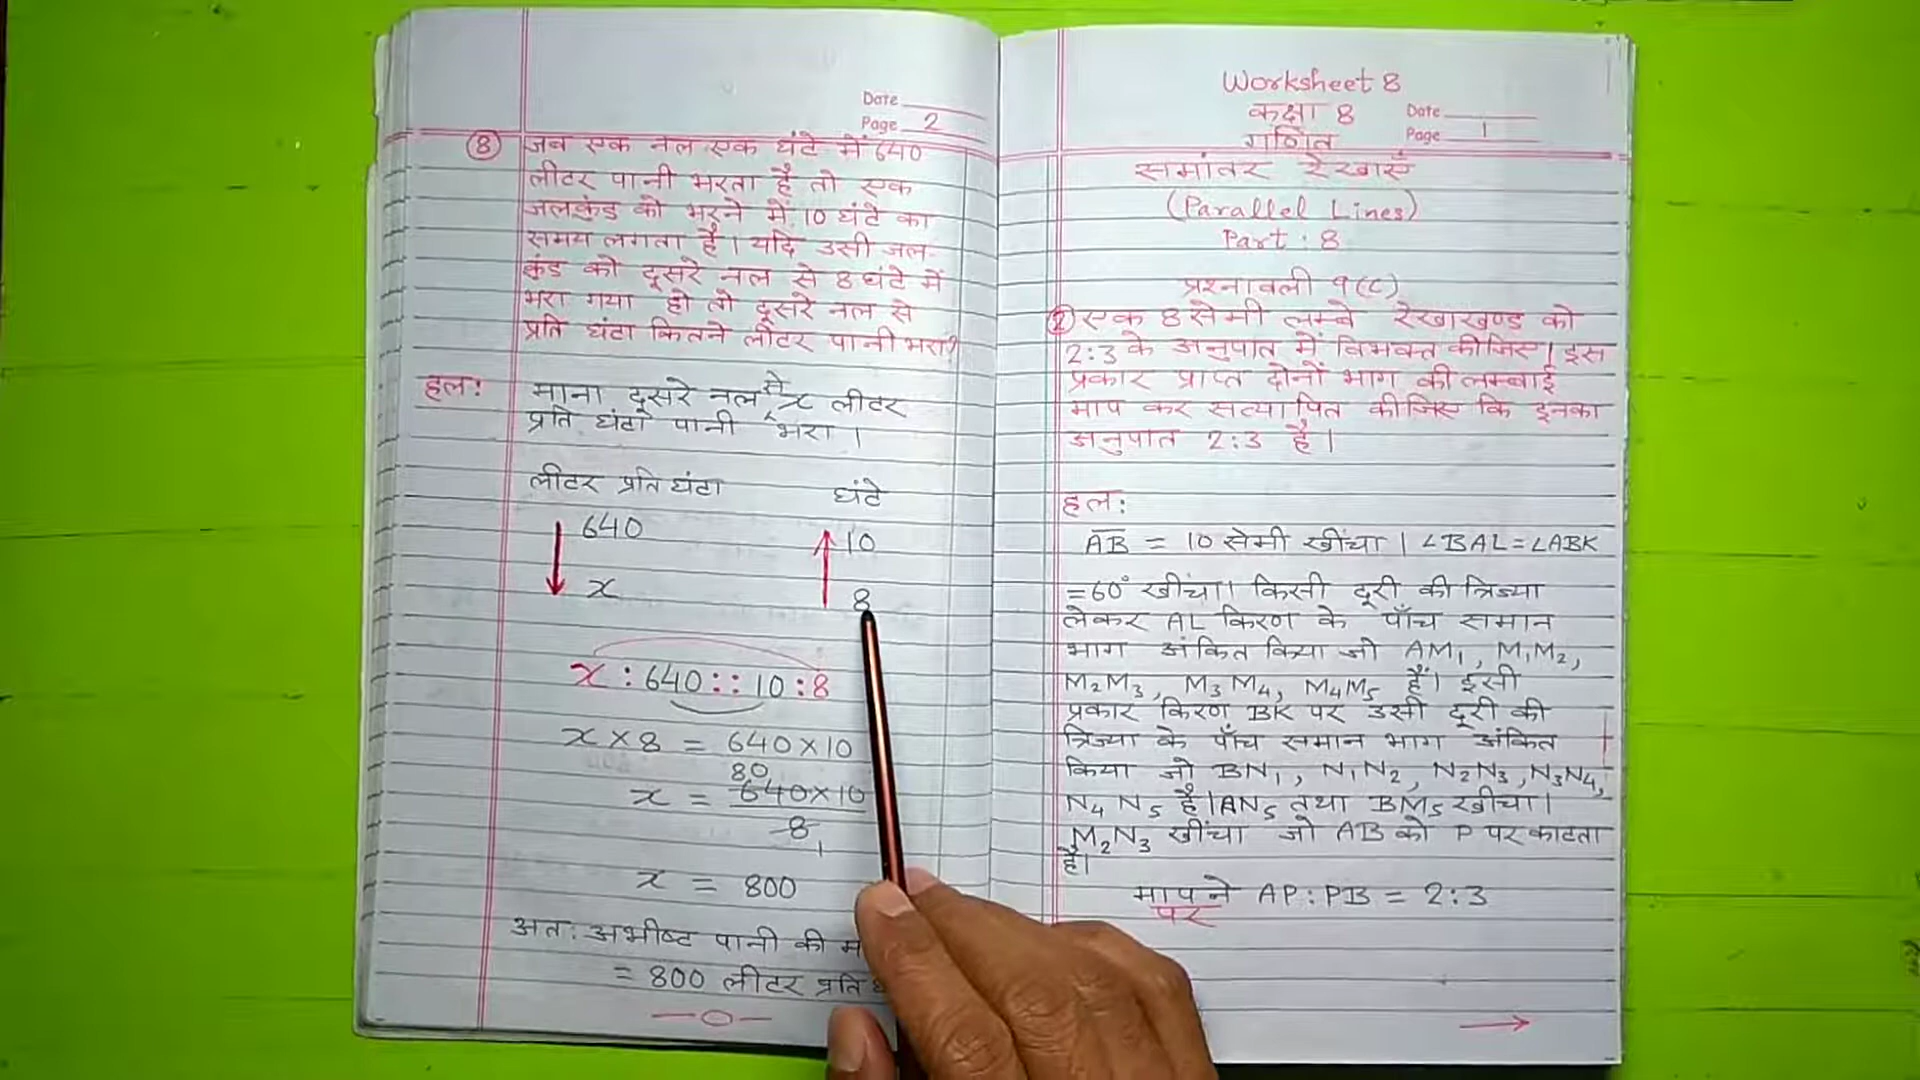 Date
Page 2
8 जब एक नल एक घंटे में 640
लीटर पानी भरता है तो एक
जलकुंड को भरने में 10 घंटे का
समय लगता है। यदि उसी जल-
कुंड को दूसरे नल से 8 घंटे में
भरा गया हो तो दूसरे नल से
प्रति घंटा कितने लीटर पानी भरा?
हल: माना दूसरे नल से x लीटर
प्रति घंटा पानी भरा।
लीटर प्रति घंटा घंटे
640 10
x 8
x : 640 :: 10 : 8
x × 8 = 640 × 10
80
x = 640 × 10
8
1
x = 800
अत: अभीष्ट पानी की
= 800 लीटर प्रति
Worksheet 8
कक्षा 8
Date
गणित
Page 1
समांतर रेखाएँ
(Parallel Lines)
Part : 8
प्रश्नावली 9(C)
2 एक 8 सेमी लम्बे रेखाखण्ड को
2:3 के अनुपात में विभक्त कीजिए। इस
प्रकार प्राप्त दोनों भाग की लम्बाई
माप कर सत्यापित कीजिए कि इनका
अनुपात 2:3 है।
हल:
AB = 10 सेमी खींचा। ∠BAL = ∠ABK
= 60° खींचा। किसी दूरी की त्रिज्या
लेकर AL किरण के पाँच समान
भाग अंकित किया जो AM₁, M₁M₂,
M₂M₃, M₃M₄, M₄M₅ हैं। इसी
प्रकार किरण BK पर उसी दूरी की
त्रिज्या के पाँच समान भाग अंकित
किया जो BN₁, N₁N₂, N₂N₃, N₃N₄,
N₄N₅ है। AN₅ तथा BM₅ खींचा।
M₂N₃ खींचा जो AB को P पर काटता
है।
मापने AP:PB = 2:3
पर